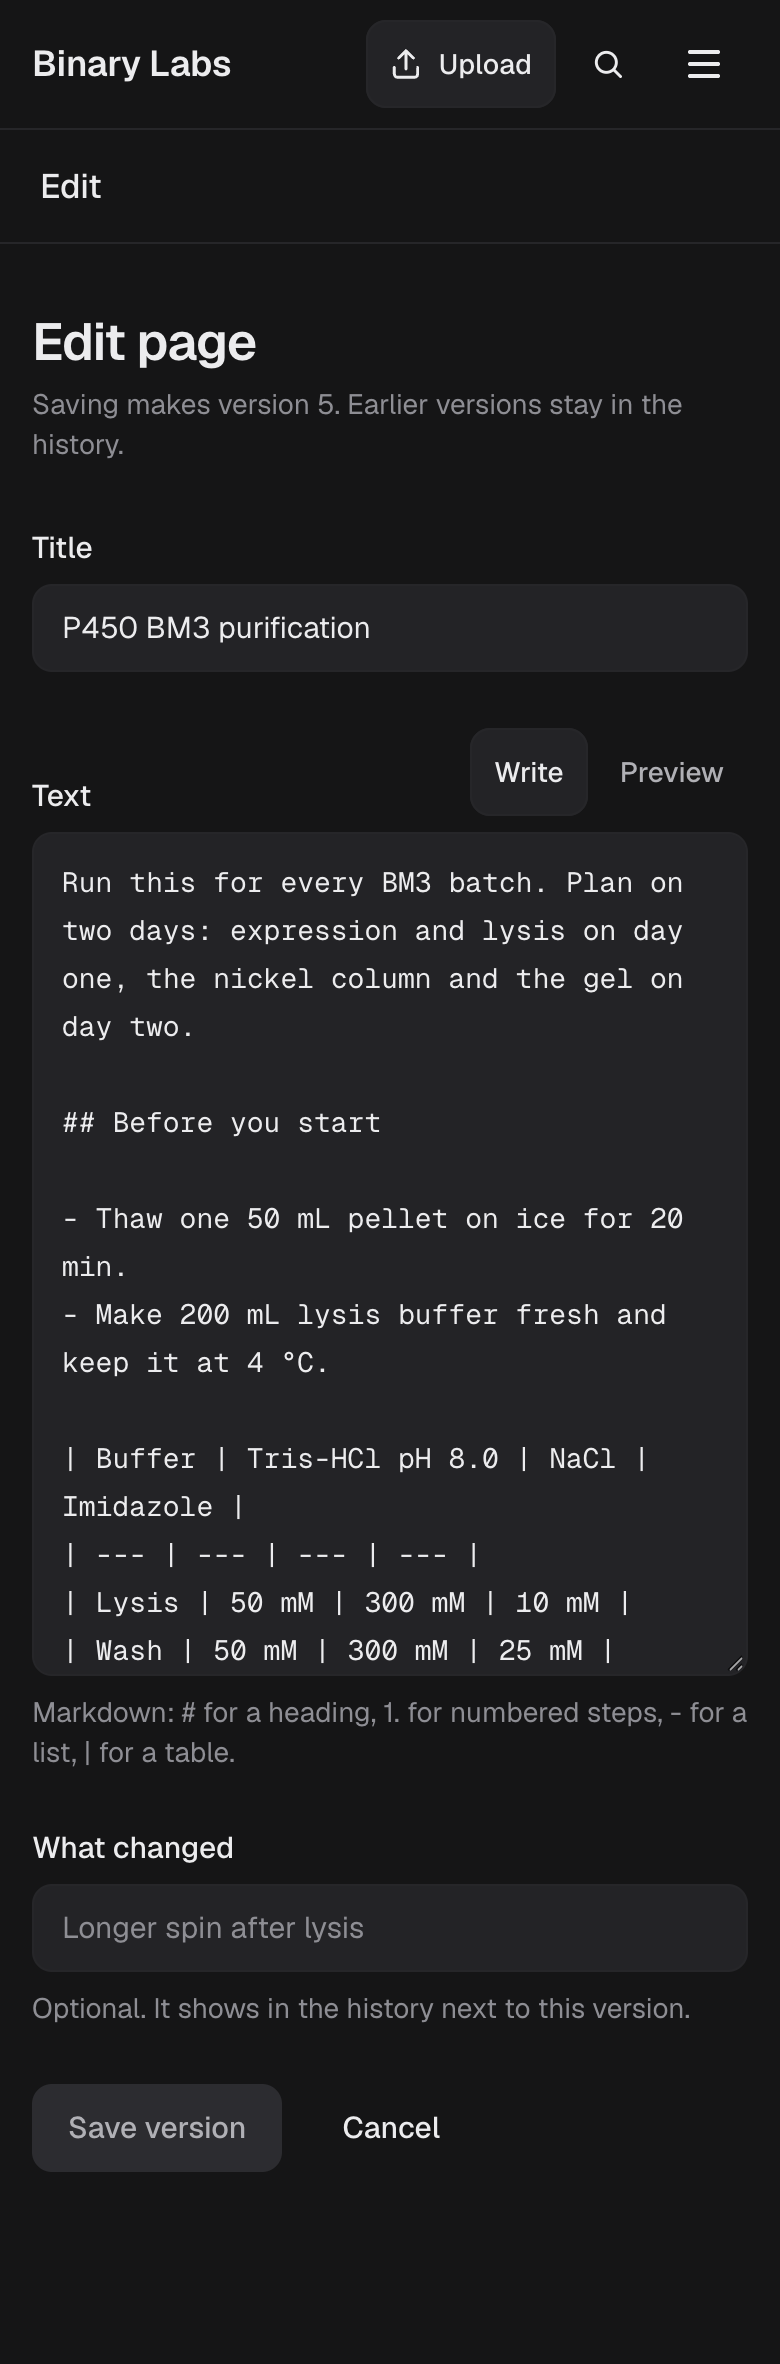 Binary Labs
Upload
Edit
Edit page
Saving makes version 5. Earlier versions stay in the
history.
Title
P450 BM3 purification
Write
Preview
Text
Run this for every BM3 batch. Plan on
two days: expression and lysis on day
one, the nickel column and the gel on
day two.
## Before you start
- Thaw one 50 mL pellet on ice for 20
min.
- Make 200 mL lysis buffer fresh and
keep it at 4 °C.
| Buffer | Tris-HCl pH 8.0 | NaCl |
Imidazole |
| --- | --- | --- | --- |
| Lysis | 50 mM | 300 mM | 10 mM |
| Wash | 50 mM | 300 mM | 25 mM |
Markdown: # for a heading, 1. for numbered steps, - for a
list, | for a table.
What changed
Longer spin after lysis
Optional. It shows in the history next to this version.
Save version
Cancel